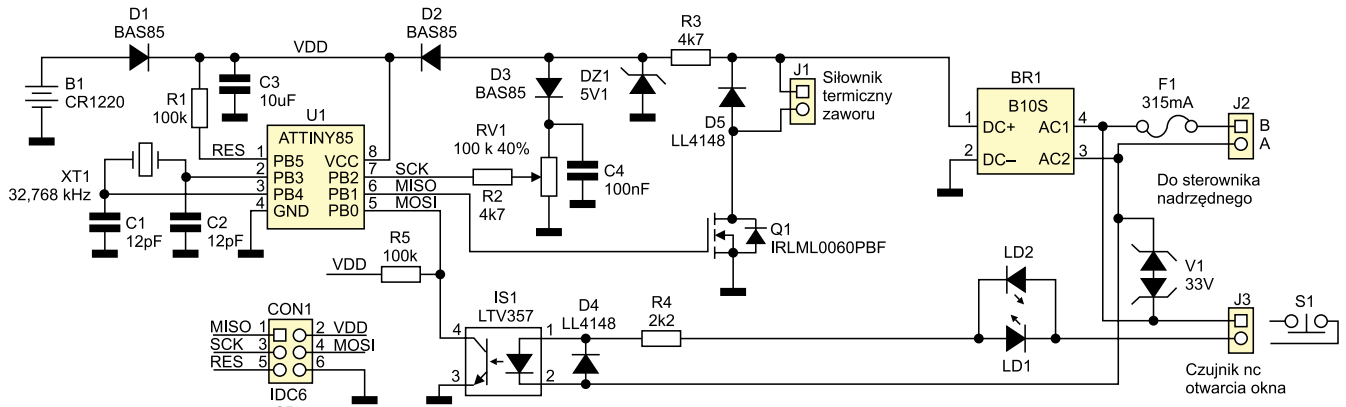 D1
BAS85
VDD
D2
BAS85
R3
4k7
B1
CR1220
R1
100k
C3
10uF
D3
BAS85
DZ1
5V1
D5
LL4148
J1
Siłownik
termiczny
zaworu
BR1
B10S
1 DC+ AC1 4
2 DC– AC2 3
F1
315mA
J2
B
A
Do sterownika
nadrzędnego
U1
ATTINY85
RES 1 PB5 VCC 8
2 PB3 PB2 7 SCK
3 PB4 PB1 6 MISO
4 GND PB0 5 MOSI
XT1
32,768 kHz
C1
12pF
C2
12pF
RV1
100 k 40%
R2
4k7
C4
100nF
Q1
IRLML0060PBF
R5
100k
VDD
IS1
LTV357
4 1
3 2
D4
LL4148
R4
2k2
LD2
LD1
V1
33V
J3
S1
Czujnik nc
otwarcia okna
CON1
MISO 1 2 VDD
SCK 3 4 MOSI
RES 5 6
IDC6